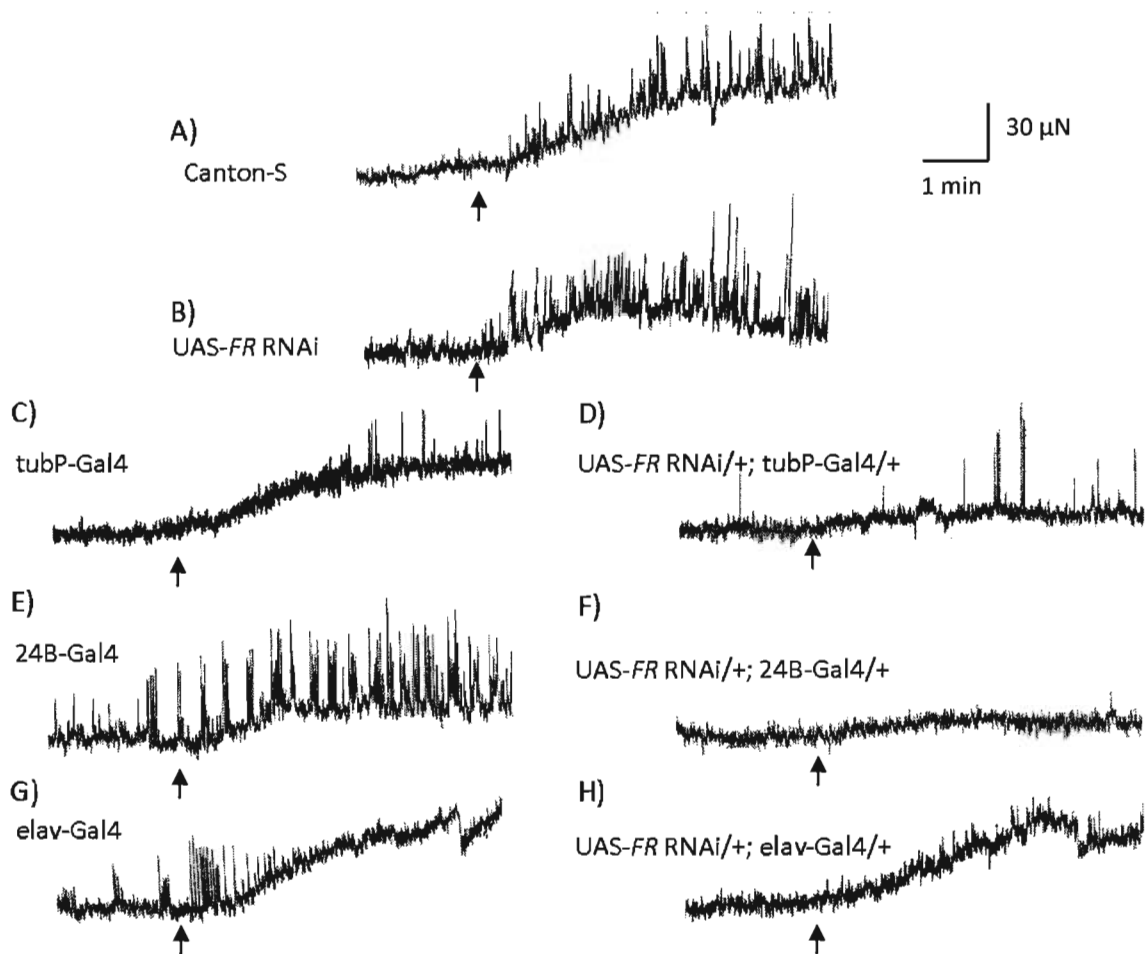 A)
Canton-S
30 µN
1 min
B)
UAS-FR RNAi
C)
tubP-Gal4
D)
UAS-FR RNAi/+; tubP-Gal4/+
E)
24B-Gal4
F)
UAS-FR RNAi/+; 24B-Gal4/+
G)
elav-Gal4
H)
UAS-FR RNAi/+; elav-Gal4/+